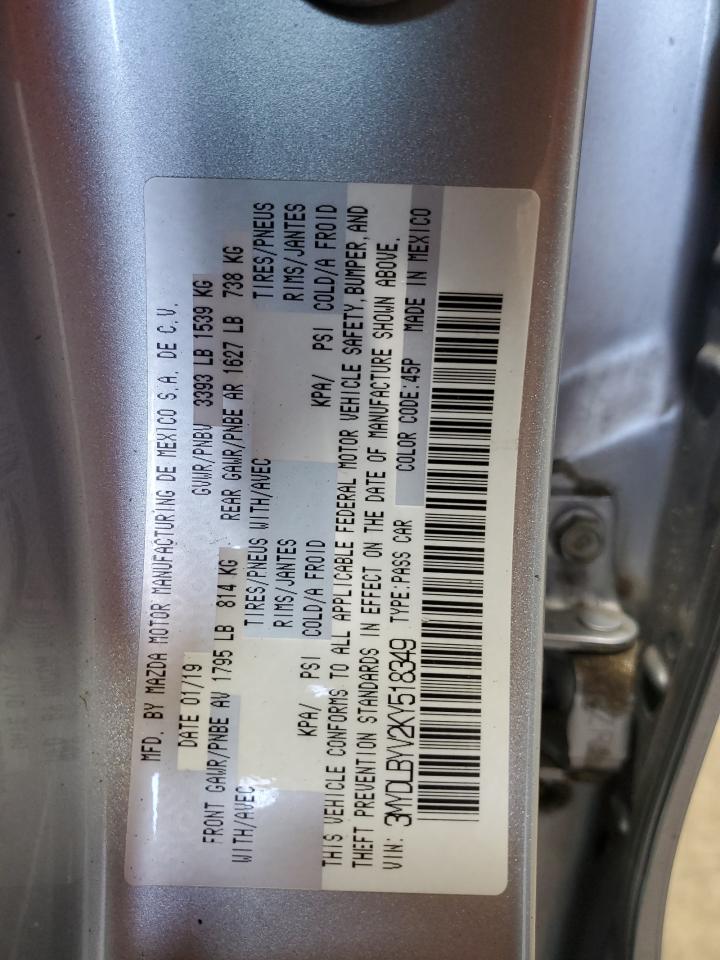 MFD. BY MAZDA MOTOR MANUFACTURING DE MEXICO S.A. DE C.V.
DATE 01/19 GVWR/PNBV 3393 LB 1539 KG
FRONT GAWR/PNBE AV 1795 LB 814 KG REAR GAWR/PNBE AR 1627 LB 738 KG
WITH/AVEC TIRES/PNEUS WITH/AVEC TIRES/PNEUS
RIMS/JANTES RIMS/JANTES
KPA/ PSI COLD/A FROID KPA/ PSI COLD/A FROID
THIS VEHICLE CONFORMS TO ALL APPLICABLE FEDERAL MOTOR VEHICLE SAFETY, BUMPER, AND
THEFT PREVENTION STANDARDS IN EFFECT ON THE DATE OF MANUFACTURE SHOWN ABOVE.
VIN: 3MYDLBYV2KY518349 TYPE:PASS CAR COLOR CODE:45P MADE IN MEXICO